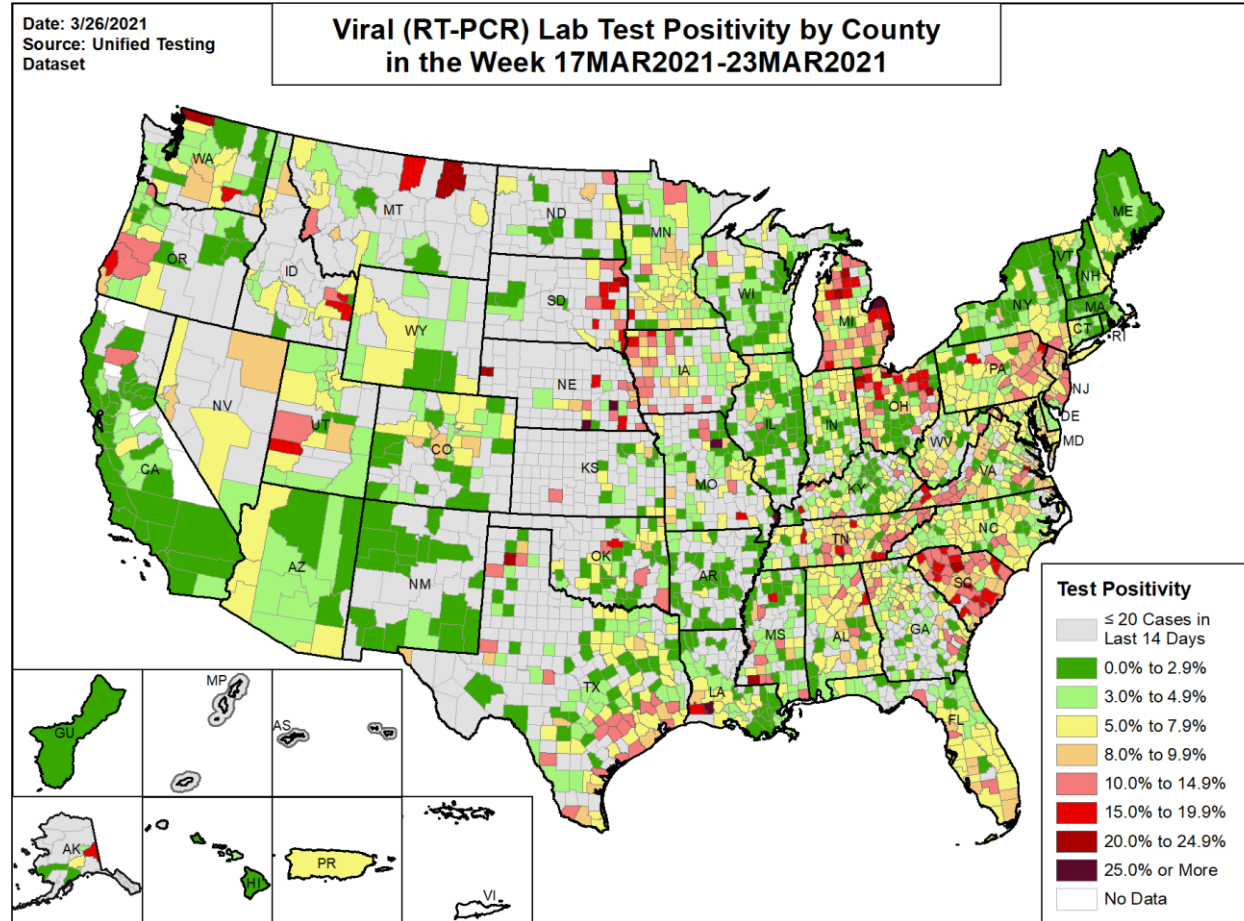 Date: 3/26/2021
Source: Unified Testing
Dataset
Viral (RT-PCR) Lab Test Positivity by County
in the Week 17MAR2021-23MAR2021
WA
MT
ND
MN
ME
OR
ID
SD
WI
MI
VT
NH
NY
MA
CT
RI
WY
NE
IA
PA
NJ
NV
UT
CO
IL
IN
OH
DE
MD
WV
VA
CA
KS
MO
KY
AZ
NM
OK
AR
TN
NC
SC
TX
LA
MS
AL
GA
FL
GU
MP
AS
AK
HI
PR
VI
Test Positivity
≤ 20 Cases in
Last 14 Days
0.0% to 2.9%
3.0% to 4.9%
5.0% to 7.9%
8.0% to 9.9%
10.0% to 14.9%
15.0% to 19.9%
20.0% to 24.9%
25.0% or More
No Data